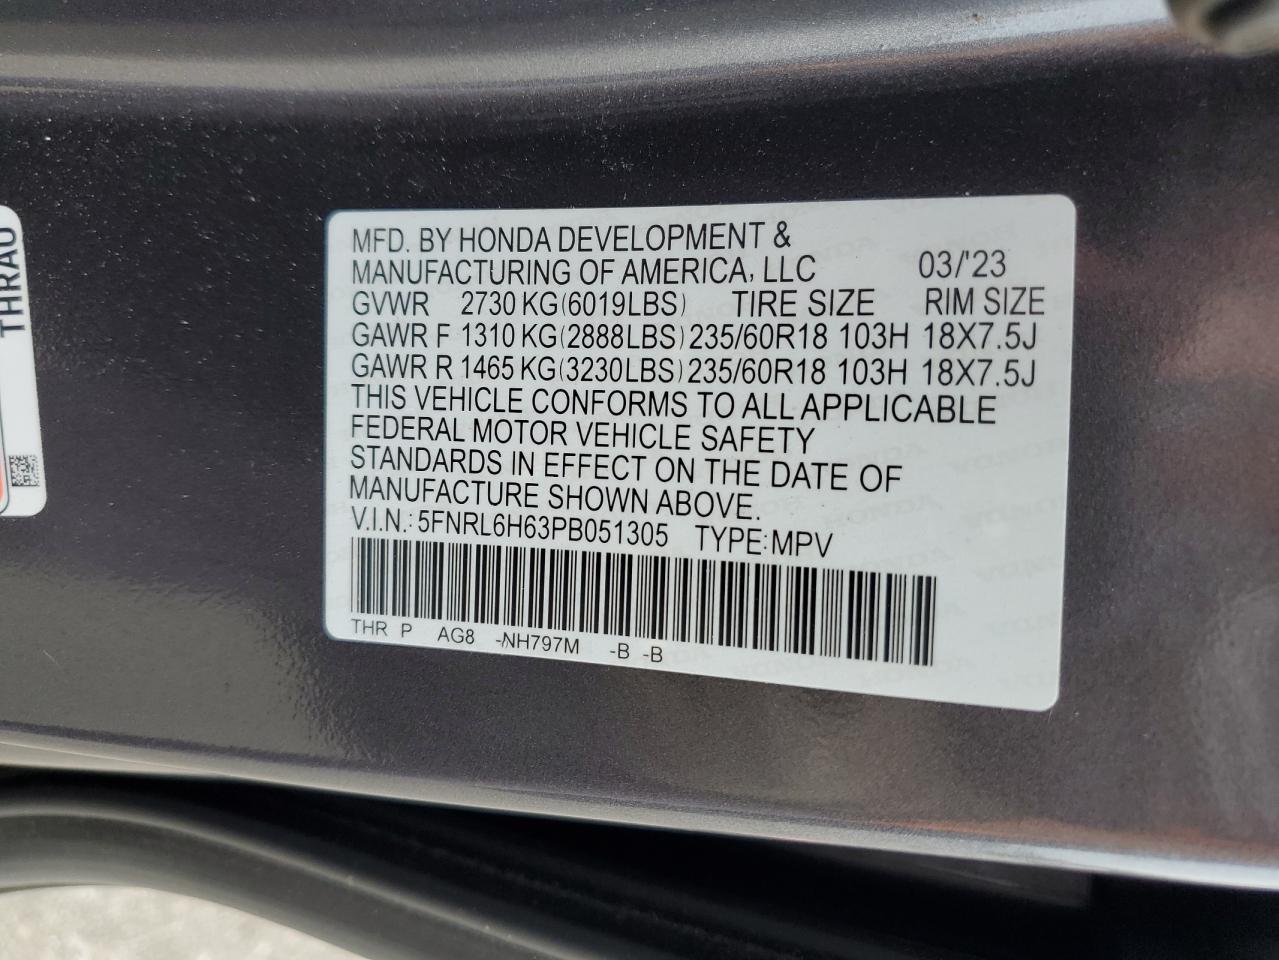 MFD. BY HONDA DEVELOPMENT &
MANUFACTURING OF AMERICA, LLC 03/'23
GVWR 2730 KG(6019LBS) TIRE SIZE RIM SIZE
GAWR F 1310 KG(2888LBS) 235/60R18 103H 18X7.5J
GAWR R 1465 KG(3230LBS) 235/60R18 103H 18X7.5J
THIS VEHICLE CONFORMS TO ALL APPLICABLE
FEDERAL MOTOR VEHICLE SAFETY
STANDARDS IN EFFECT ON THE DATE OF
MANUFACTURE SHOWN ABOVE.
V.I.N.: 5FNRL6H63PB051305 TYPE:MPV
THR P AG8 -NH797M -B -B
THRAU